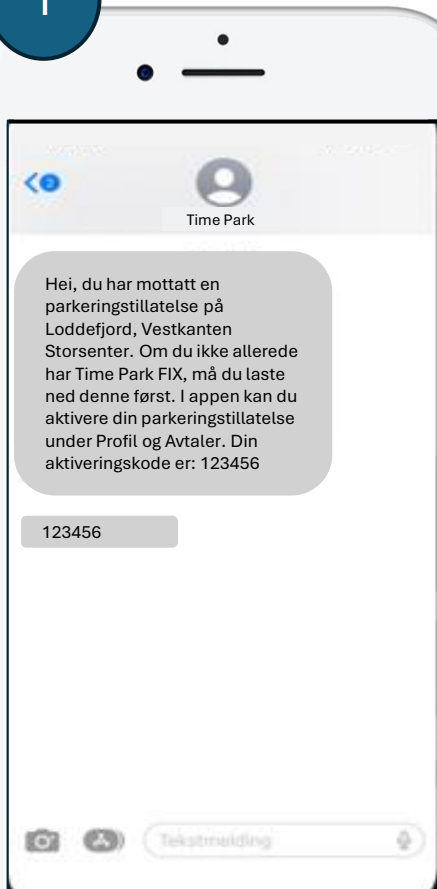 1
Time Park
Hei, du har mottatt en
parkeringstillatelse på
Loddefjord, Vestkanten
Storsenter. Om du ikke allerede
har Time Park FIX, må du laste
ned denne først. I appen kan du
aktivere din parkeringstillatelse
under Profil og Avtaler. Din
aktiveringskode er: 123456
123456
Tekstmelding